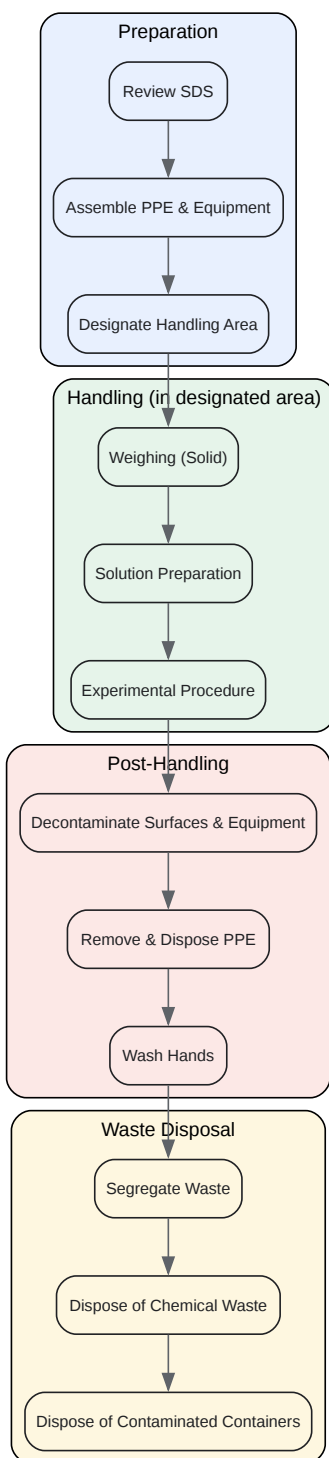 Preparation
Review SDS
Assemble PPE & Equipment
Designate Handling Area
Handling (in designated area)
Weighing (Solid)
Solution Preparation
Experimental Procedure
Post-Handling
Decontaminate Surfaces & Equipment
Remove & Dispose PPE
Wash Hands
Waste Disposal
Segregate Waste
Dispose of Chemical Waste
Dispose of Contaminated Containers